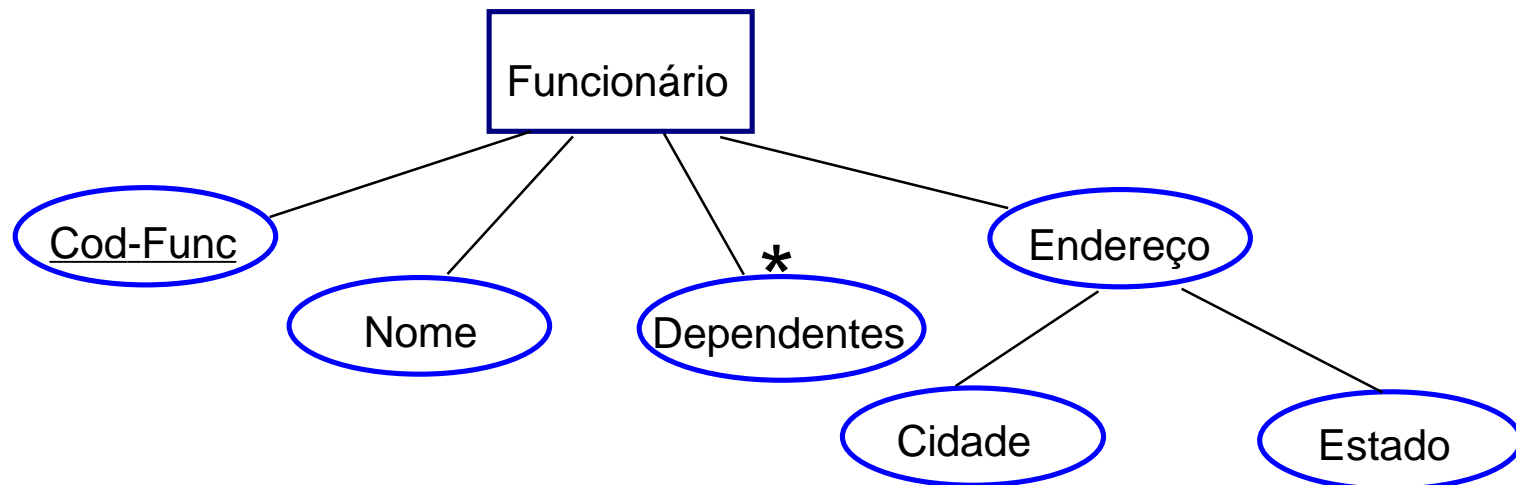 Funcionário
Cod-Func
Endereço
*
Nome
Dependentes
Cidade
Estado